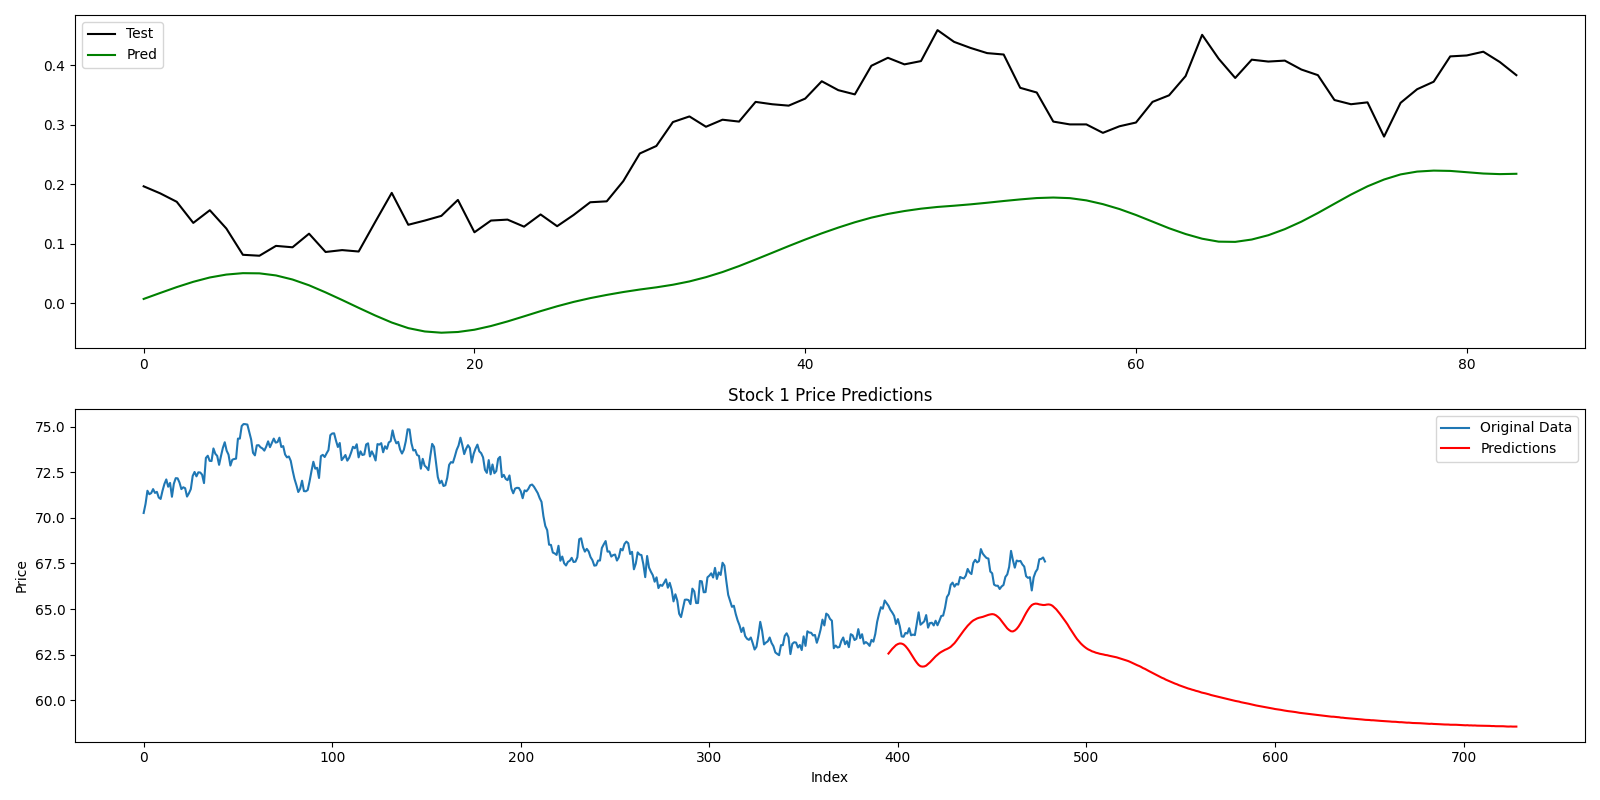 Test
Pred
0.4
0.3
0.2
0.1
0.0
0 20 40 60 80
Stock 1 Price Predictions
Original Data
Predictions
75.0
72.5
70.0
67.5
65.0
62.5
60.0
Price
0 100 200 300 400 500 600 700
Index